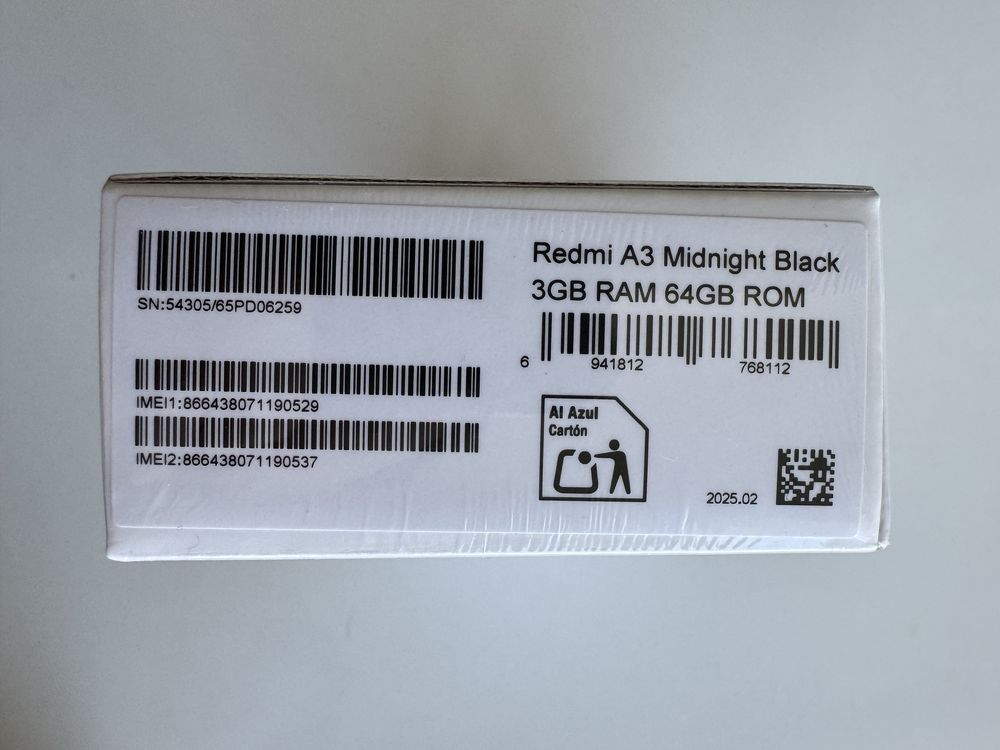 SN:54305/65PD06259
IMEI1:866438071190529
IMEI2:866438071190537
Redmi A3 Midnight Black
3GB RAM 64GB ROM
6 941812 768112
Al Azul
Cartón
2025.02